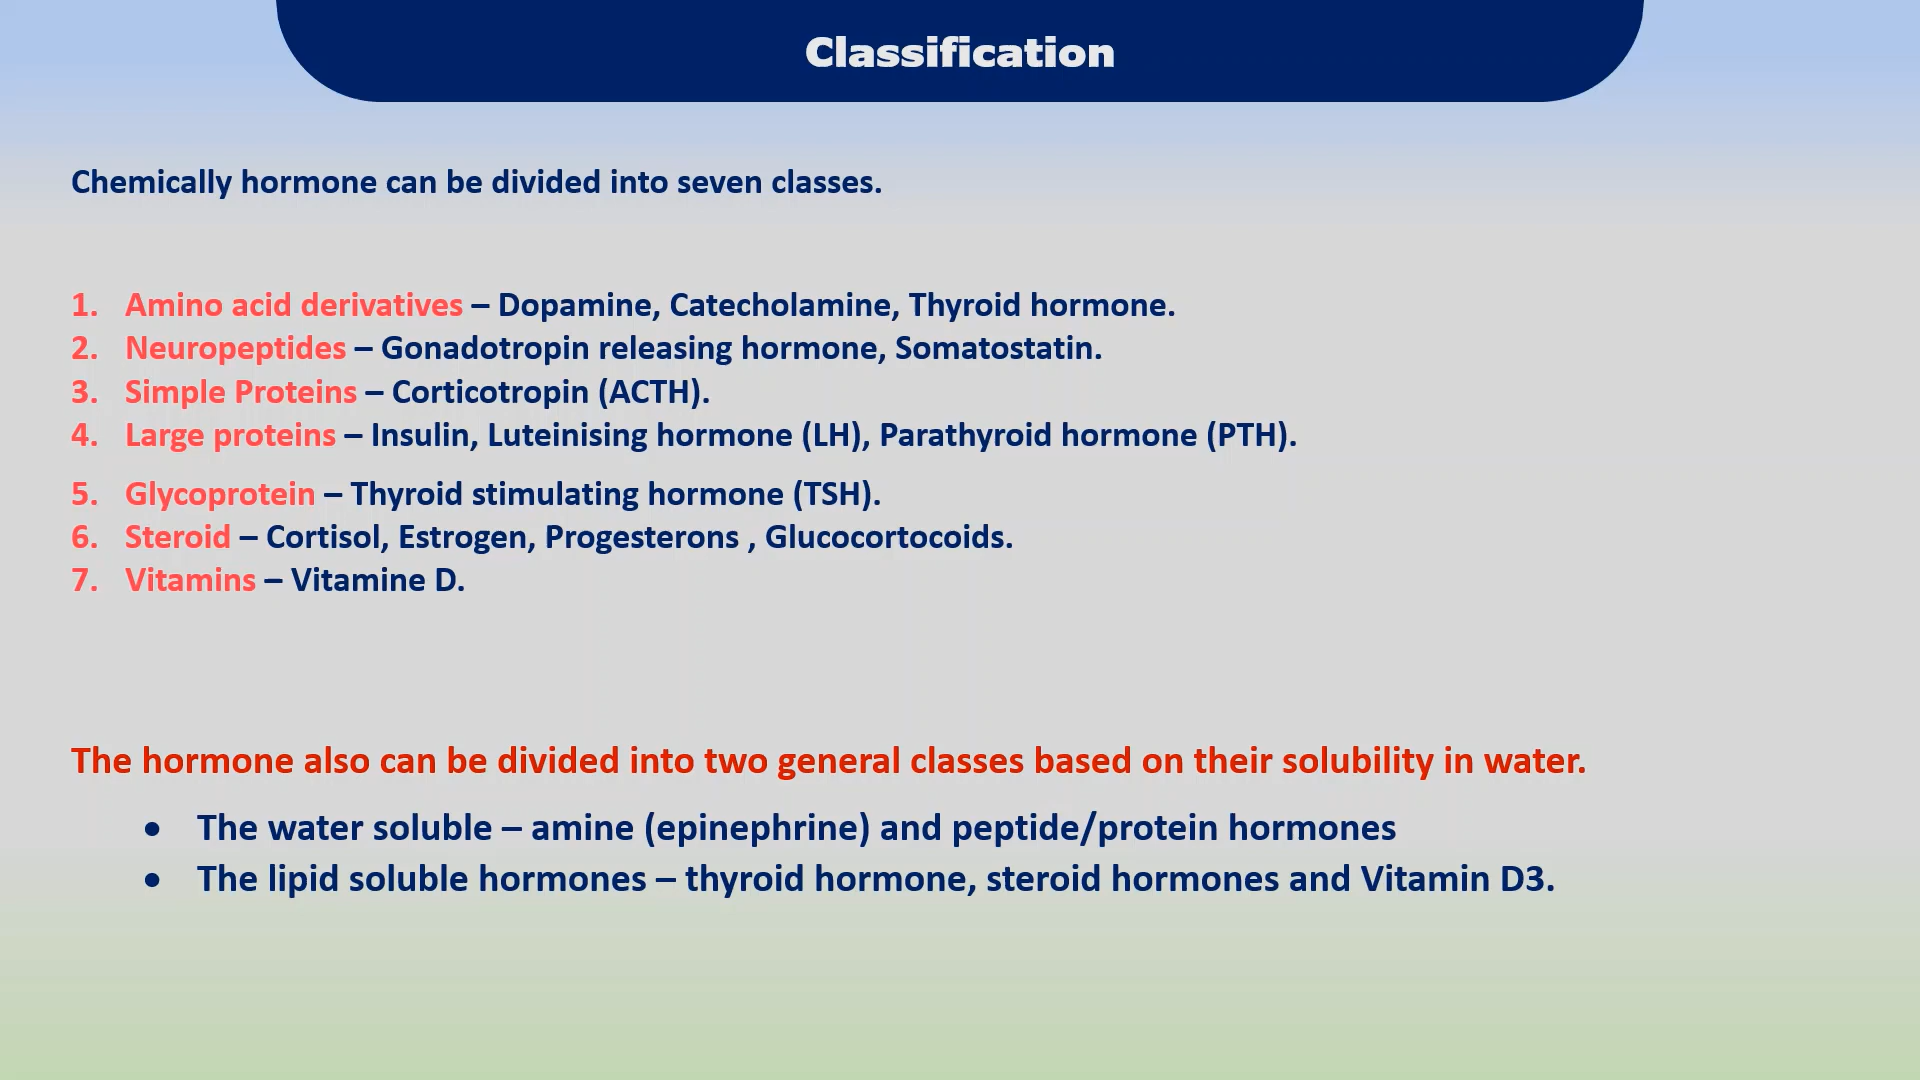 Classification
Chemically hormone can be divided into seven classes.
1. Amino acid derivatives – Dopamine, Catecholamine, Thyroid hormone.
2. Neuropeptides – Gonadotropin releasing hormone, Somatostatin.
3. Simple Proteins – Corticotropin (ACTH).
4. Large proteins – Insulin, Luteinising hormone (LH), Parathyroid hormone (PTH).
5. Glycoprotein – Thyroid stimulating hormone (TSH).
6. Steroid – Cortisol, Estrogen, Progesterons , Glucocortocoids.
7. Vitamins – Vitamine D.
The hormone also can be divided into two general classes based on their solubility in water.
• The water soluble – amine (epinephrine) and peptide/protein hormones
• The lipid soluble hormones – thyroid hormone, steroid hormones and Vitamin D3.